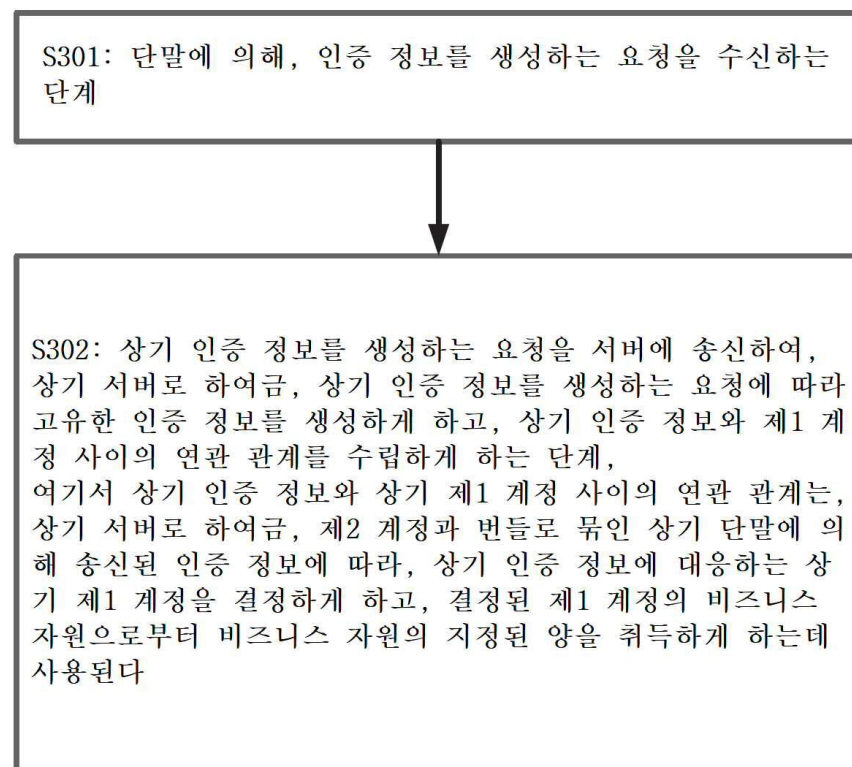 S301: 단말에 의해, 인증 정보를 생성하는 요청을 수신하는
단계
S302: 상기 인증 정보를 생성하는 요청을 서버에 송신하여,
상기 서버로 하여금, 상기 인증 정보를 생성하는 요청에 따라
고유한 인증 정보를 생성하게 하고, 상기 인증 정보와 제1 계
정 사이의 연관 관계를 수립하게 하는 단계,
여기서 상기 인증 정보와 상기 제1 계정 사이의 연관 관계는,
상기 서버로 하여금, 제2 계정과 번들로 묶인 상기 단말에 의
해 송신된 인증 정보에 따라, 상기 인증 정보에 대응하는 상
기 제1 계정을 결정하게 하고, 결정된 제1 계정의 비즈니스
자원으로부터 비즈니스 자원의 지정된 양을 취득하게 하는데
사용된다